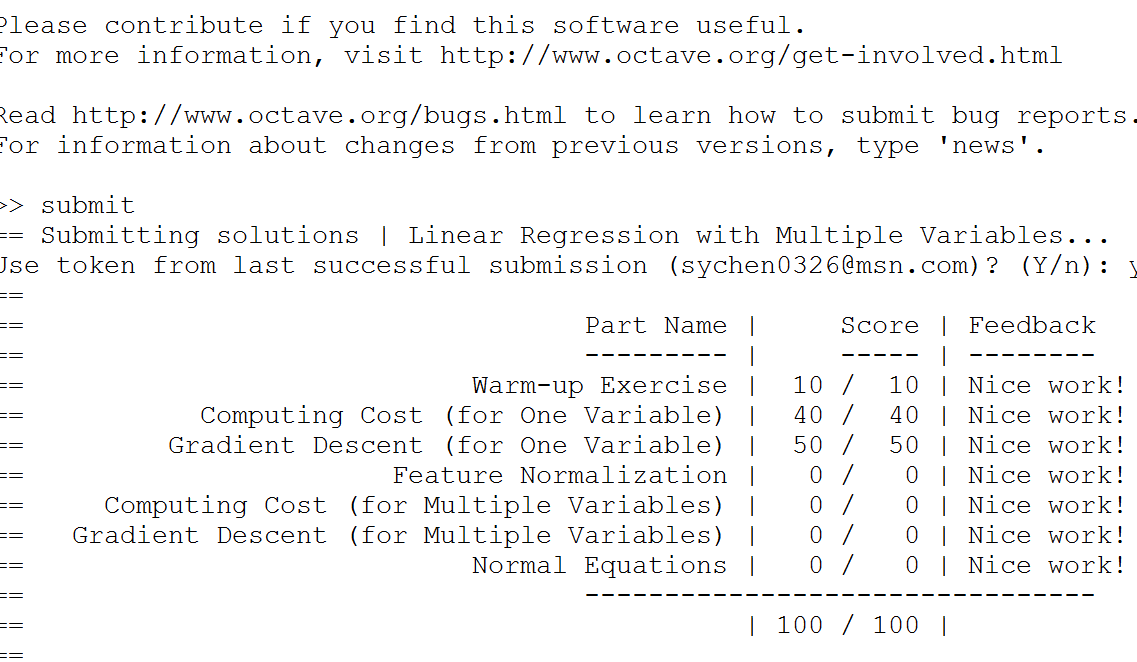 Please contribute if you find this software useful.
For more information, visit http://www.octave.org/get-involved.html
Read http://www.octave.org/bugs.html to learn how to submit bug reports.
For information about changes from previous versions, type 'news'.
>> submit
== Submitting solutions | Linear Regression with Multiple Variables...
Use token from last successful submission (sychen0326@msn.com)? (Y/n): y
==
== Part Name | Score | Feedback
== --------- | ----- | --------
== Warm-up Exercise | 10 / 10 | Nice work!
== Computing Cost (for One Variable) | 40 / 40 | Nice work!
== Gradient Descent (for One Variable) | 50 / 50 | Nice work!
== Feature Normalization | 0 / 0 | Nice work!
== Computing Cost (for Multiple Variables) | 0 / 0 | Nice work!
== Gradient Descent (for Multiple Variables) | 0 / 0 | Nice work!
== Normal Equations | 0 / 0 | Nice work!
== --------------------------------
== | 100 / 100 |
==